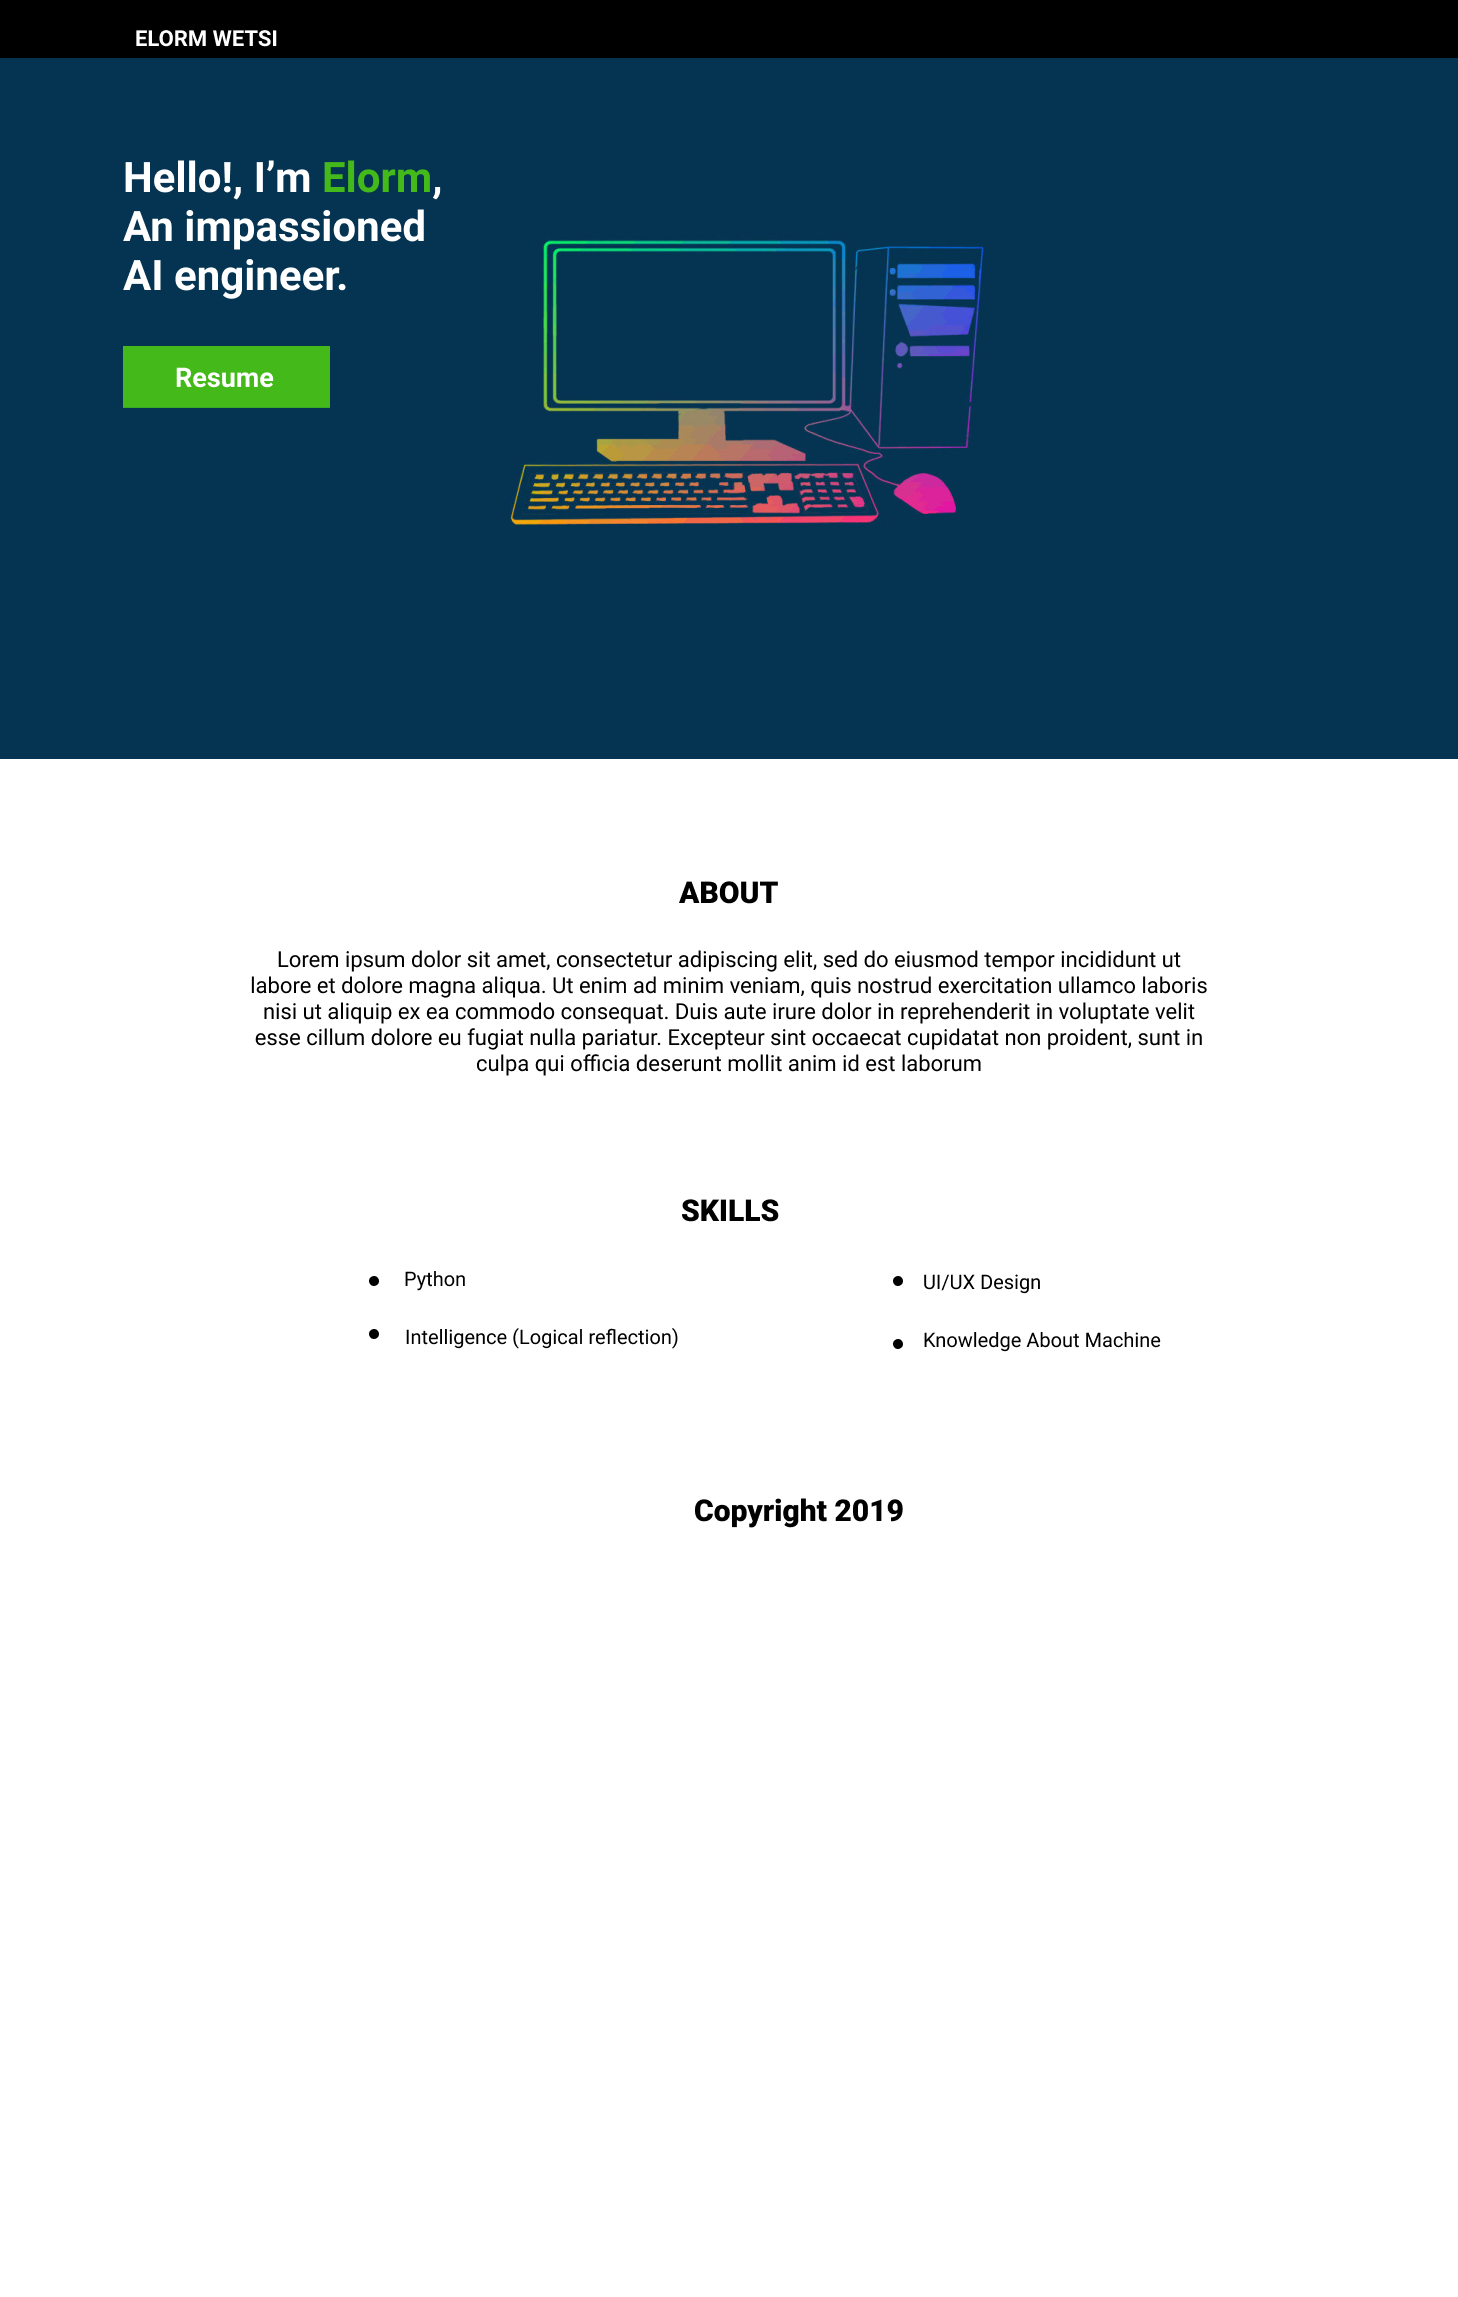 ELORM WETSI
Hello!, I’m Elorm,
An impassioned
AI engineer.
Resume
ABOUT
Lorem ipsum dolor sit amet, consectetur adipiscing elit, sed do eiusmod tempor incididunt ut
labore et dolore magna aliqua. Ut enim ad minim veniam, quis nostrud exercitation ullamco laboris
nisi ut aliquip ex ea commodo consequat. Duis aute irure dolor in reprehenderit in voluptate velit
esse cillum dolore eu fugiat nulla pariatur. Excepteur sint occaecat cupidatat non proident, sunt in
culpa qui officia deserunt mollit anim id est laborum
SKILLS
Python
Intelligence (Logical reflection)
UI/UX Design
Knowledge About Machine
Copyright 2019